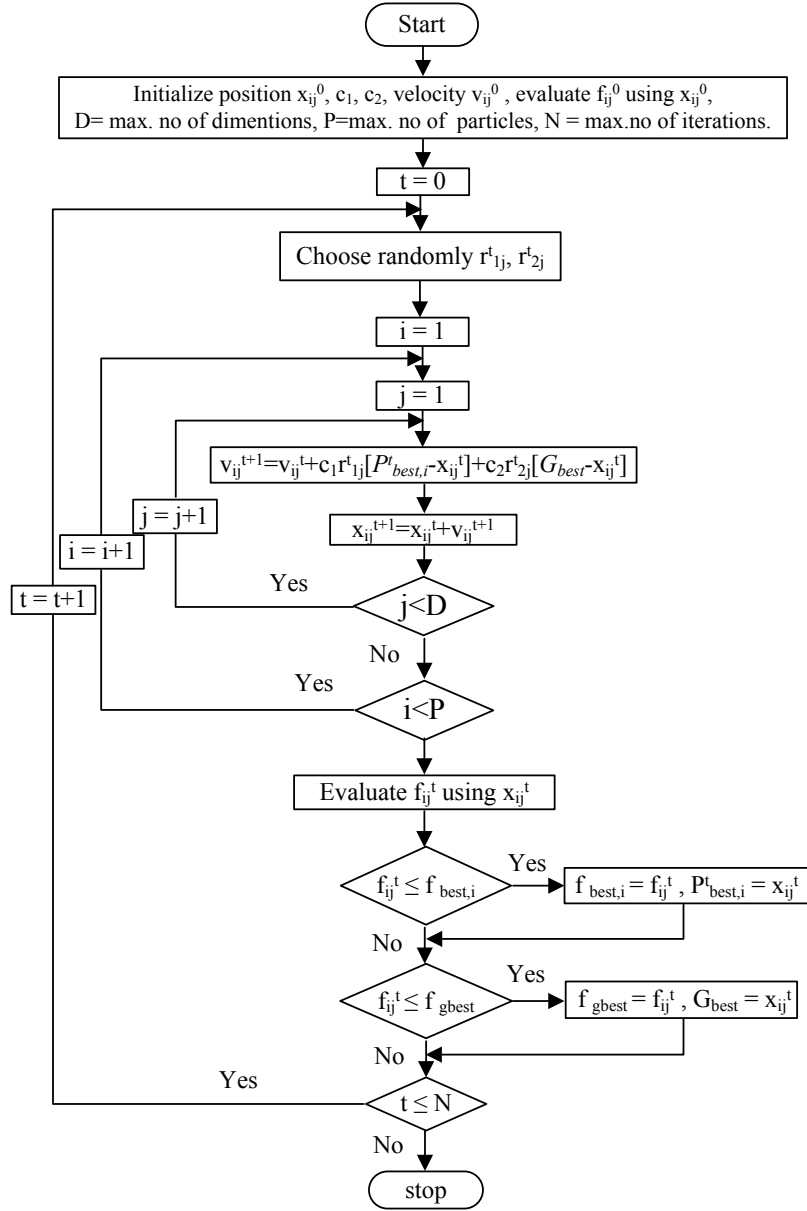 Start
Initialize position xᵢⱼ⁰, c₁, c₂, velocity vᵢⱼ⁰ , evaluate fᵢⱼ⁰ using xᵢⱼ⁰,
D= max. no of dimentions, P=max. no of particles, N = max.no of iterations.
t = 0
Choose randomly rᵗ₁ⱼ, rᵗ₂ⱼ
i = 1
j = 1
vᵢⱼᵗ⁺¹=vᵢⱼᵗ+c₁rᵗ₁ⱼ[Pᵗ_best,i-xᵢⱼᵗ]+c₂rᵗ₂ⱼ[G_best-xᵢⱼᵗ]
j = j+1
xᵢⱼᵗ⁺¹=xᵢⱼᵗ+vᵢⱼᵗ⁺¹
i = i+1
Yes
t = t+1
j<D
No
Yes
i<P
Evaluate fᵢⱼᵗ using xᵢⱼᵗ
Yes
fᵢⱼᵗ ≤ f best,i
f best,i = fᵢⱼᵗ , Pᵗbest,i = xᵢⱼᵗ
No
Yes
fᵢⱼᵗ ≤ f gbest
f gbest = fᵢⱼᵗ , Gbest = xᵢⱼᵗ
No
Yes
t ≤ N
No
stop